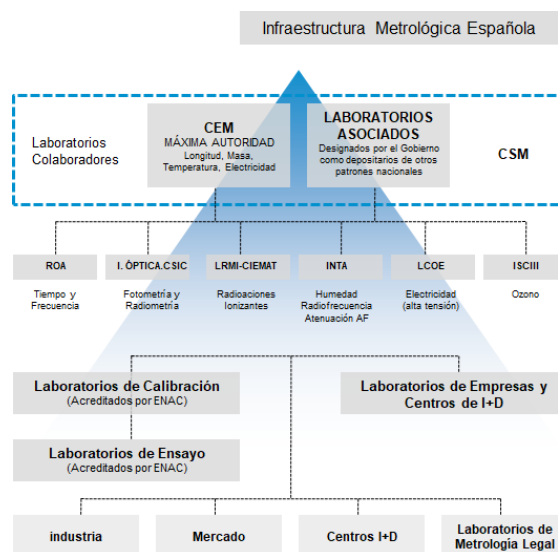 Infraestructura Metrológica Española
Laboratorios
Colaboradores
CEM
MÁXIMA AUTORIDAD
Longitud, Masa,
Temperatura, Electricidad
LABORATORIOS
ASOCIADOS
Designados por el Gobierno
como depositarios de otros
patrones nacionales
CSM
ROA
Tiempo y
Frecuencia
I. ÓPTICA.CSIC
Fotometría y
Radiometría
LRMI-CIEMAT
Radioaciones
Ionizantes
INTA
Humedad
Radiofrecuencia
Atenuación AF
LCOE
Electricidad
(alta tensión)
ISCIII
Ozono
Laboratorios de Calibración
(Acreditados por ENAC)
Laboratorios de Empresas y
Centros de I+D
Laboratorios de Ensayo
(Acreditados por ENAC)
industria
Mercado
Centros I+D
Laboratorios de
Metrología Legal